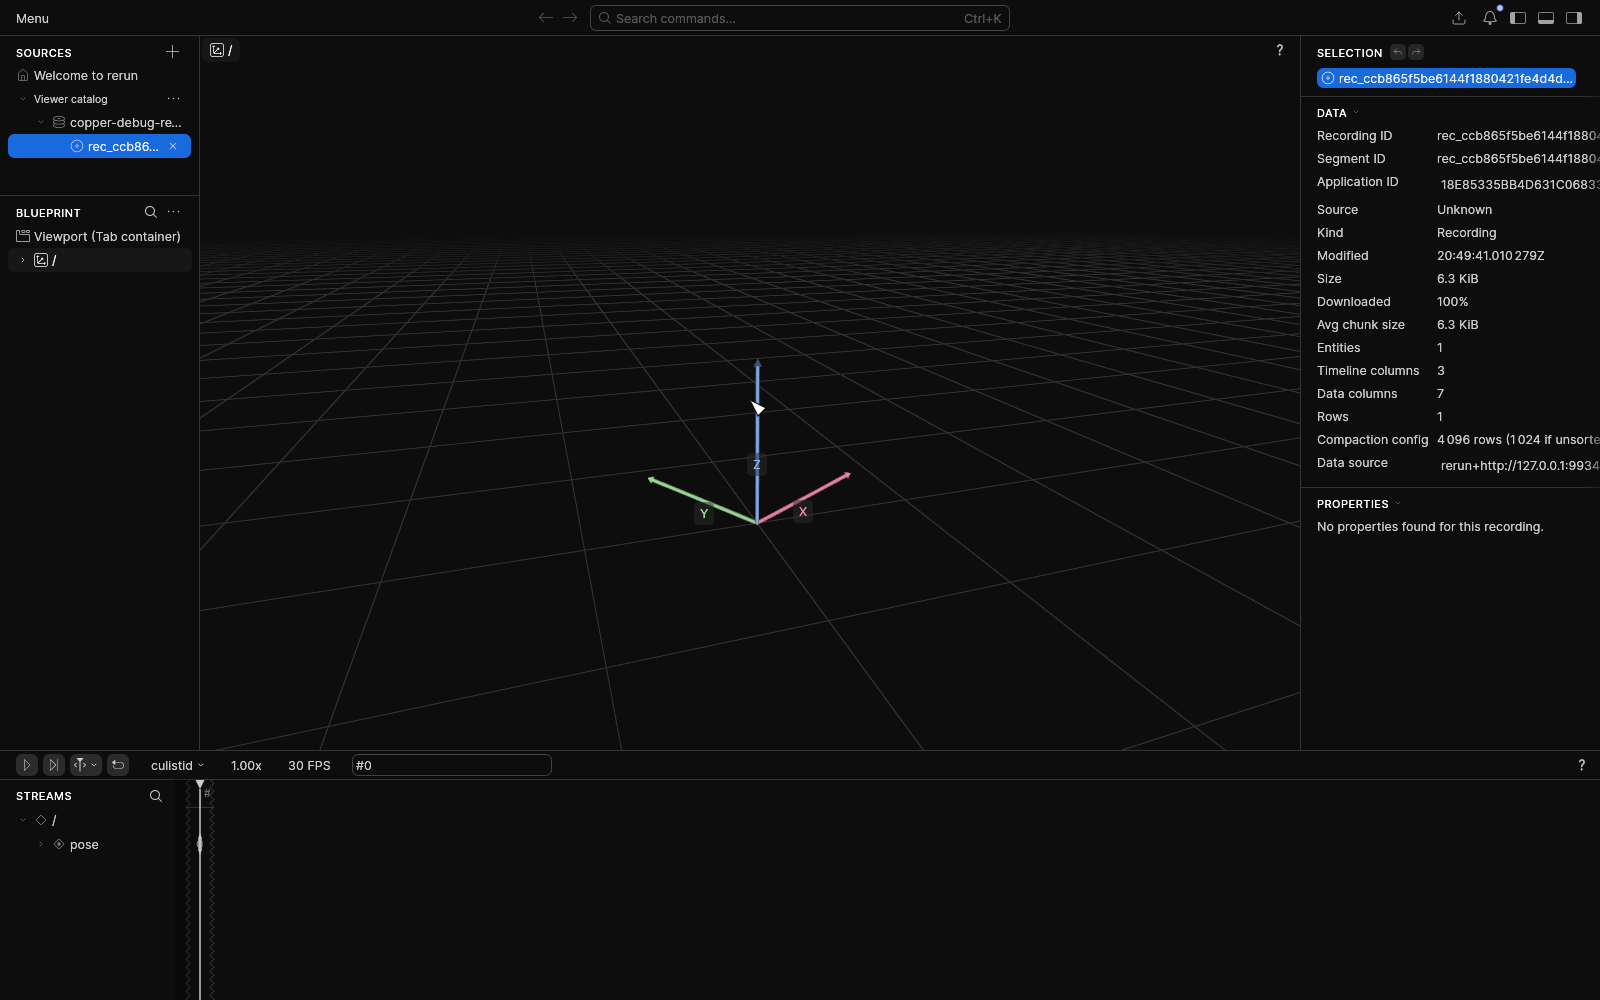 Menu
Search commands... Ctrl+K
SOURCES
Welcome to rerun
Viewer catalog
copper-debug-re...
rec_ccb86...
BLUEPRINT
Viewport (Tab container)
/
/
?
Z
Y
X
SELECTION
rec_ccb865f5be6144f1880421fe4d4d...
DATA
Recording ID rec_ccb865f5be6144f1880
Segment ID rec_ccb865f5be6144f1880
Application ID 18E85335BB4D631C0683
Source Unknown
Kind Recording
Modified 20:49:41.010279Z
Size 6.3 KiB
Downloaded 100%
Avg chunk size 6.3 KiB
Entities 1
Timeline columns 3
Data columns 7
Rows 1
Compaction config 4 096 rows (1 024 if unsorte
Data source rerun+http://127.0.0.1:9934
PROPERTIES
No properties found for this recording.
culistid 1.00x 30 FPS #0 ?
STREAMS
#
/
pose